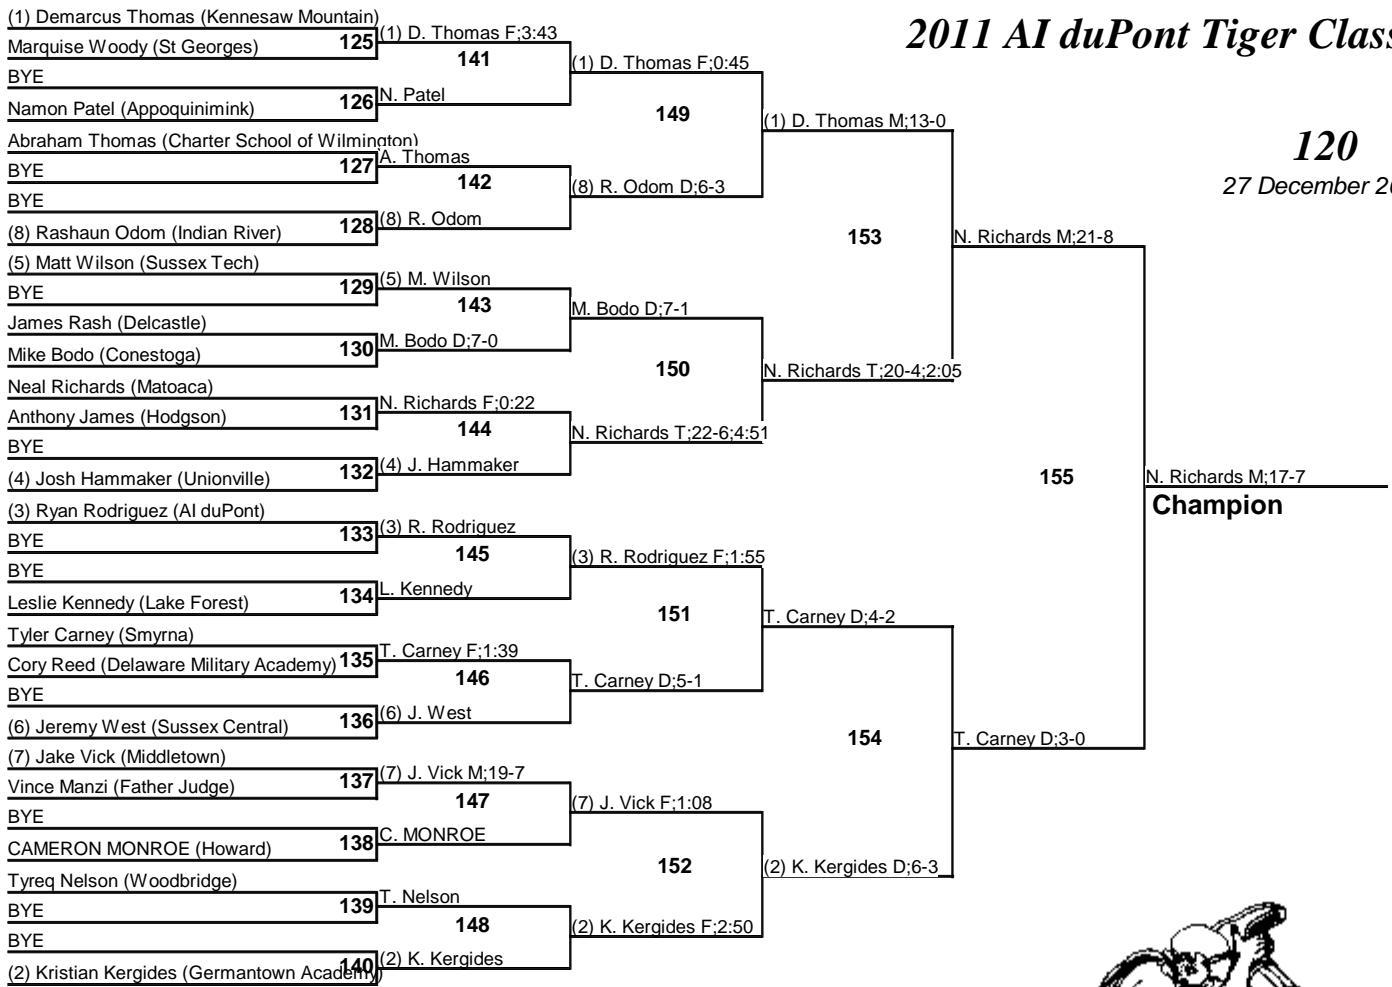 2011 AI duPont Tiger Clas
120
27 December 2
(1) Demarcus Thomas (Kennesaw Mountain)
Marquise Woody (St Georges)
BYE
Namon Patel (Appoquinimink)
Abraham Thomas (Charter School of Wilmington)
BYE
BYE
(8) Rashaun Odom (Indian River)
(5) Matt Wilson (Sussex Tech)
BYE
James Rash (Delcastle)
Mike Bodo (Conestoga)
Neal Richards (Matoaca)
Anthony James (Hodgson)
BYE
(4) Josh Hammaker (Unionville)
(3) Ryan Rodriguez (AI duPont)
BYE
BYE
Leslie Kennedy (Lake Forest)
Tyler Carney (Smyrna)
Cory Reed (Delaware Military Academy)
BYE
(6) Jeremy West (Sussex Central)
(7) Jake Vick (Middletown)
Vince Manzi (Father Judge)
BYE
CAMERON MONROE (Howard)
Tyreq Nelson (Woodbridge)
BYE
BYE
(2) Kristian Kergides (Germantown Academy)
125
126
127
128
129
130
131
132
133
134
135
136
137
138
139
140
(1) D. Thomas F;3:43
N. Patel
A. Thomas
(8) R. Odom
(5) M. Wilson
M. Bodo D;7-0
N. Richards F;0:22
(4) J. Hammaker
(3) R. Rodriguez
L. Kennedy
T. Carney F;1:39
(6) J. West
(7) J. Vick M;19-7
C. MONROE
T. Nelson
(2) K. Kergides
141
142
143
144
145
146
147
148
(1) D. Thomas F;0:45
(8) R. Odom D;6-3
M. Bodo D;7-1
N. Richards T;22-6;4:51
(3) R. Rodriguez F;1:55
T. Carney D;5-1
(7) J. Vick F;1:08
(2) K. Kergides F;2:50
149
150
151
152
(1) D. Thomas M;13-0
N. Richards T;20-4;2:05
T. Carney D;4-2
(2) K. Kergides D;6-3
153
154
N. Richards M;21-8
T. Carney D;3-0
155
N. Richards M;17-7
Champion